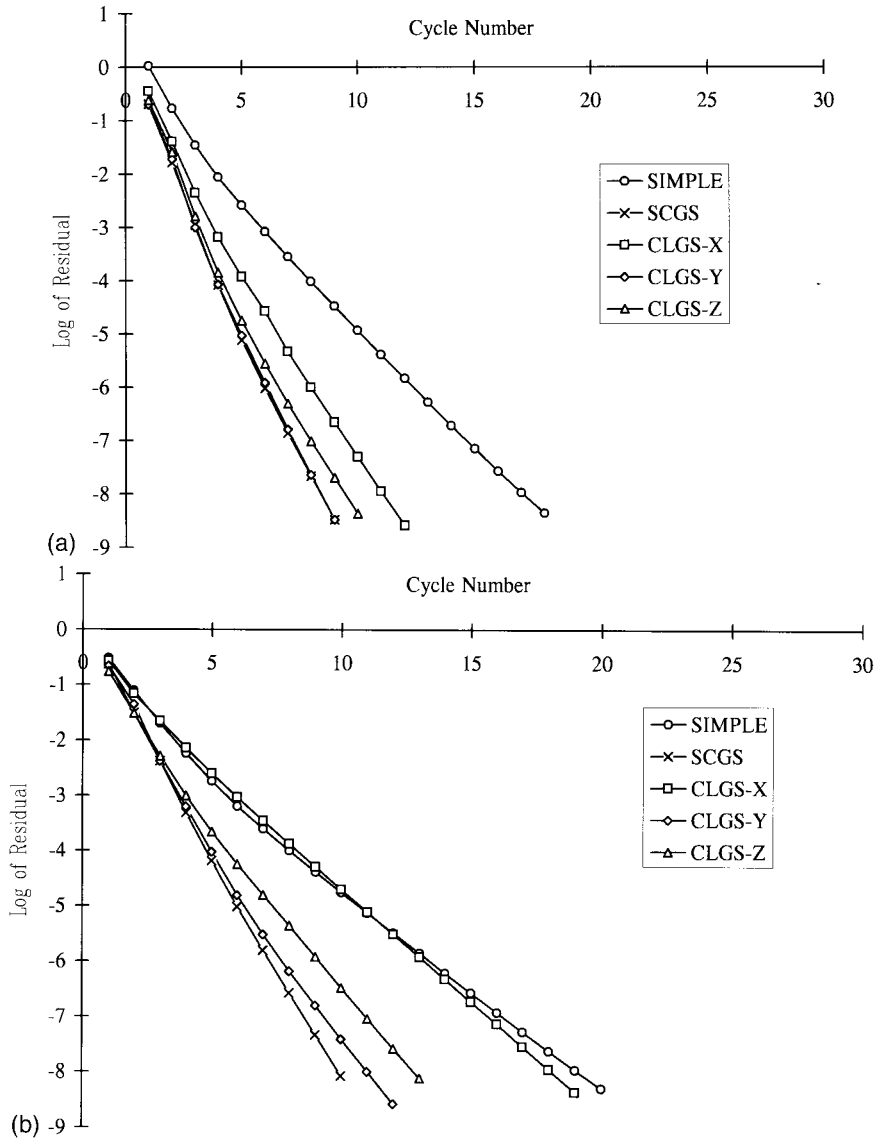 1
Cycle Number
0
0 5 10 15 20 25 30
-1
-2
-3
-4
-5
-6
-7
-8
-9
Log of Residual
SIMPLE
SCGS
CLGS-X
CLGS-Y
CLGS-Z
(a)
1
Cycle Number
0
0 5 10 15 20 25 30
-1
-2
-3
-4
-5
-6
-7
-8
-9
Log of Residual
SIMPLE
SCGS
CLGS-X
CLGS-Y
CLGS-Z
(b)